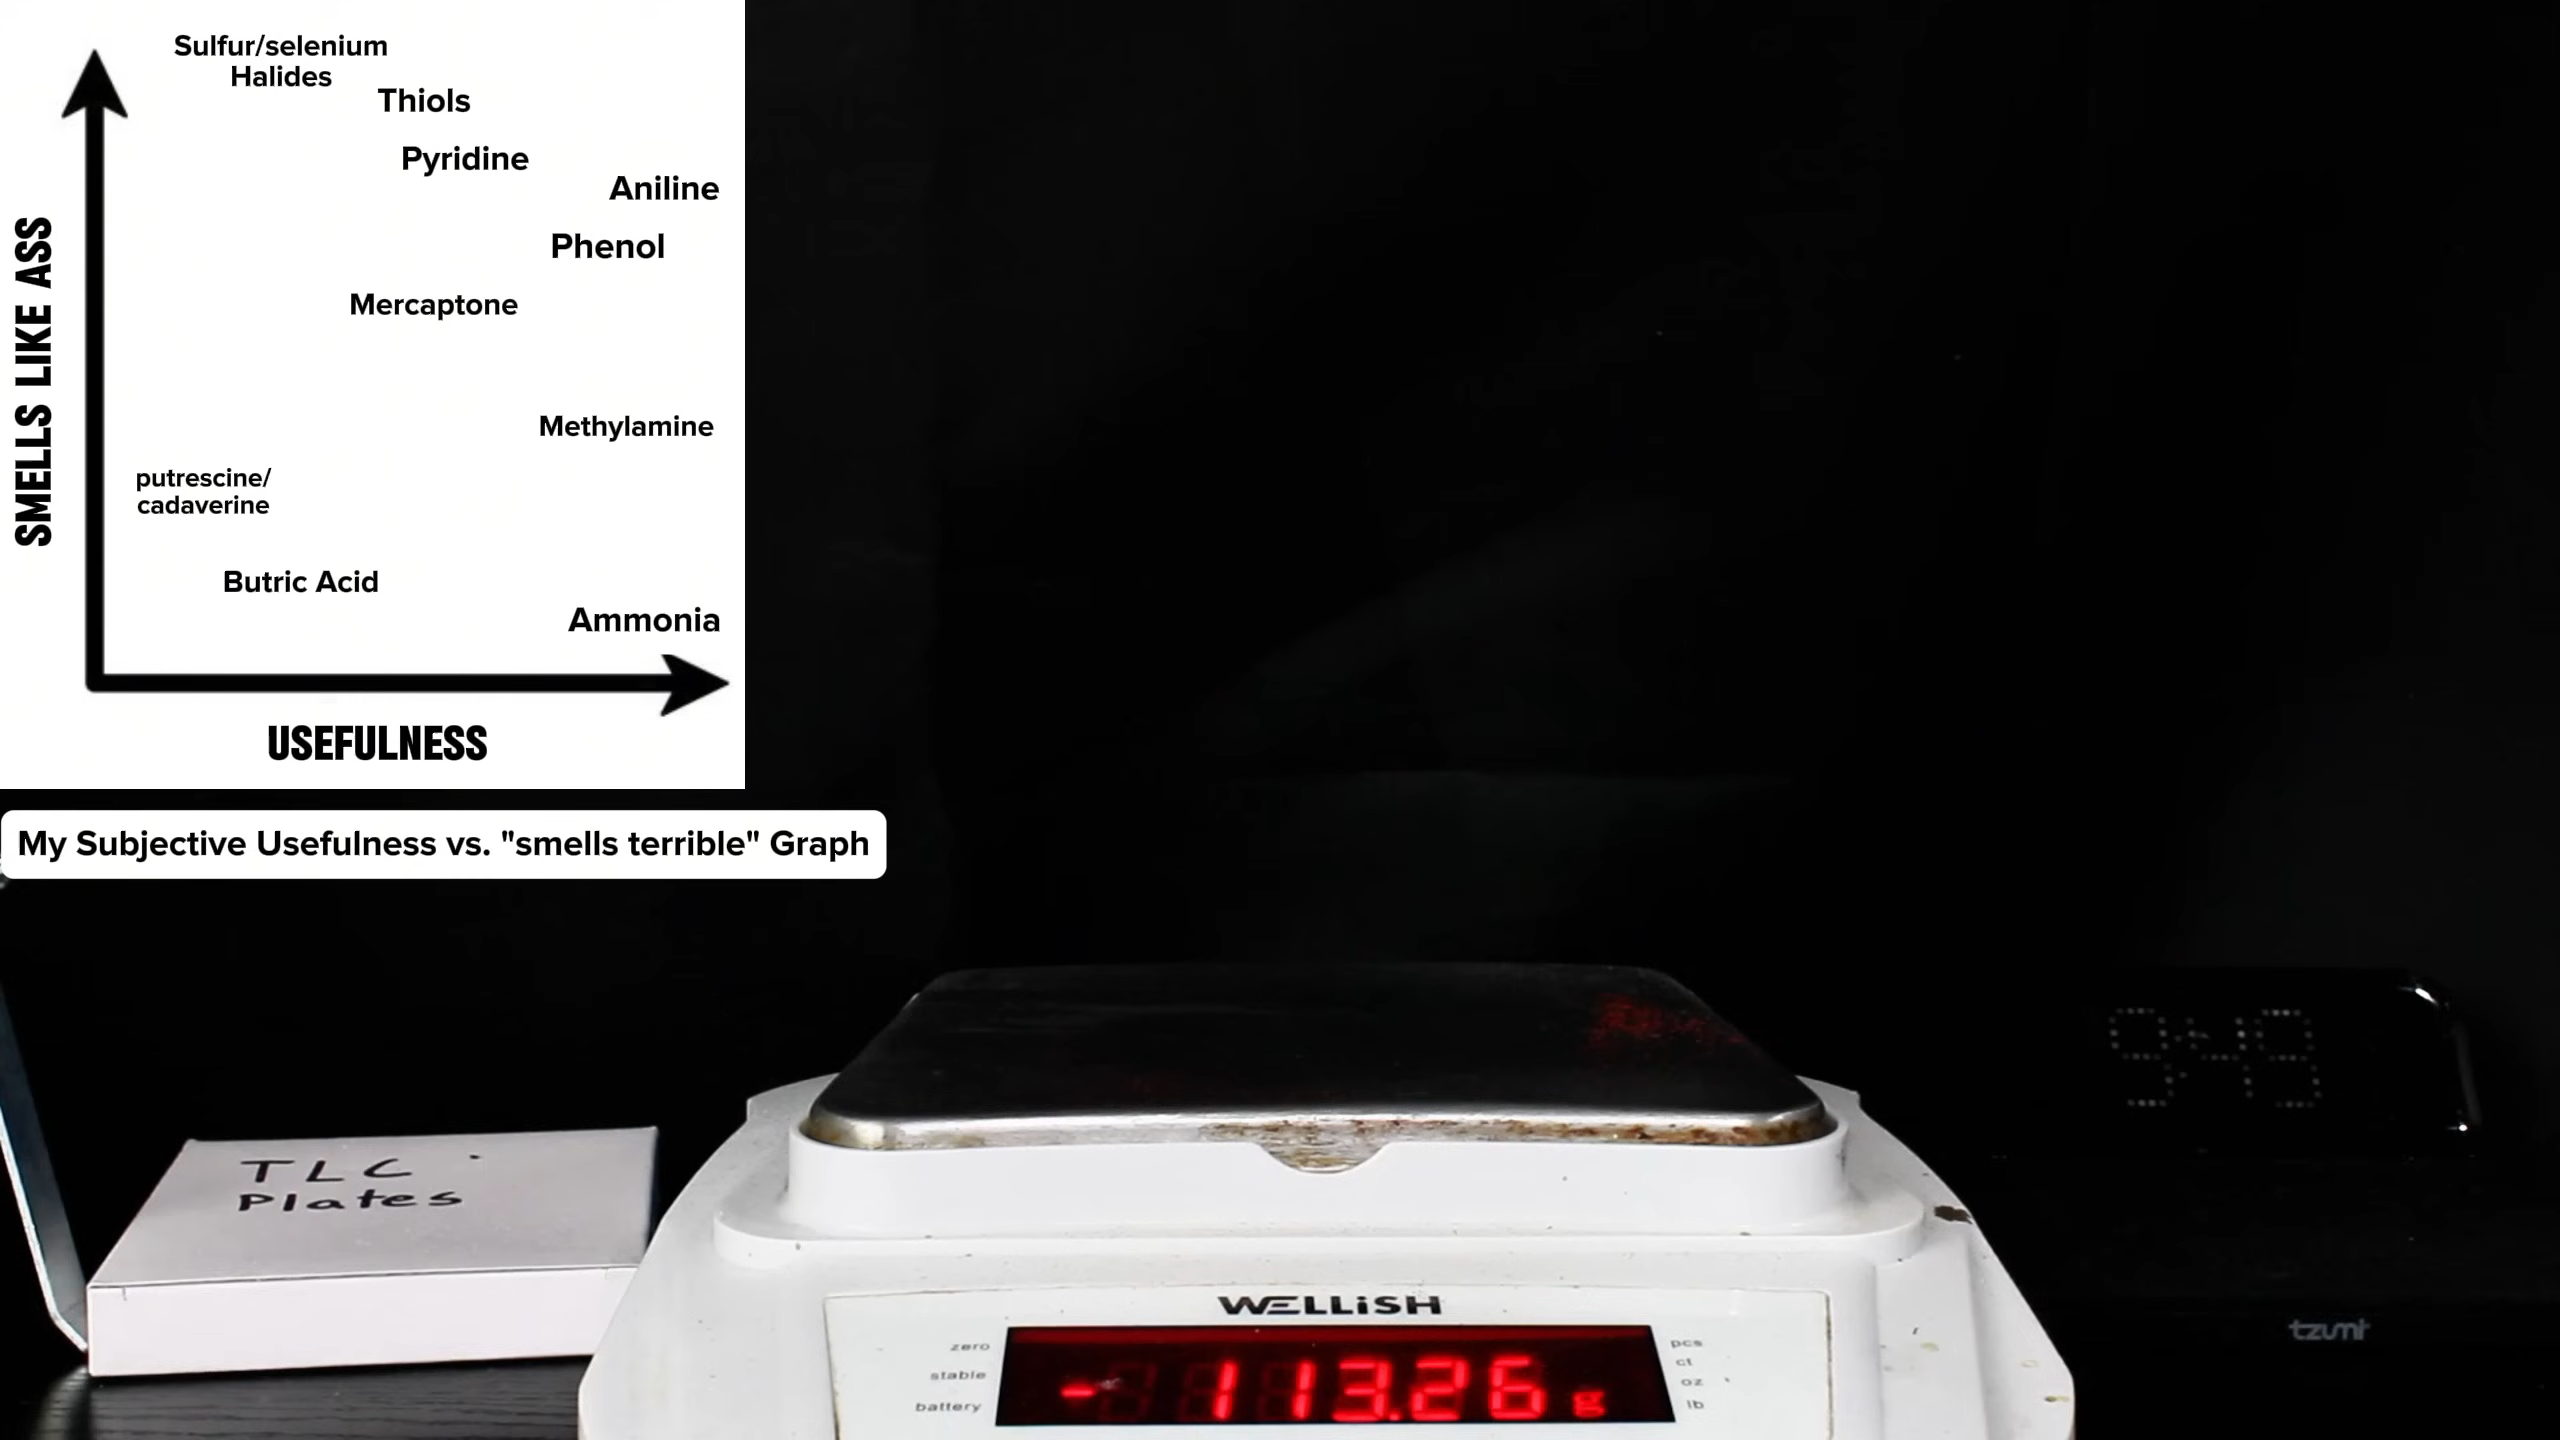 Sulfur/selenium
Halides
Thiols
Pyridine
Aniline
Phenol
Mercaptone
Methylamine
putrescine/
cadaverine
Butric Acid
Ammonia
SMELLS LIKE ASS
USEFULNESS
My Subjective Usefulness vs. "smells terrible" Graph
9:48
TLC
Plates
WELLiSH
zero
stable
battery
-113.26 g
pcs
ct
oz
lb
tzumi